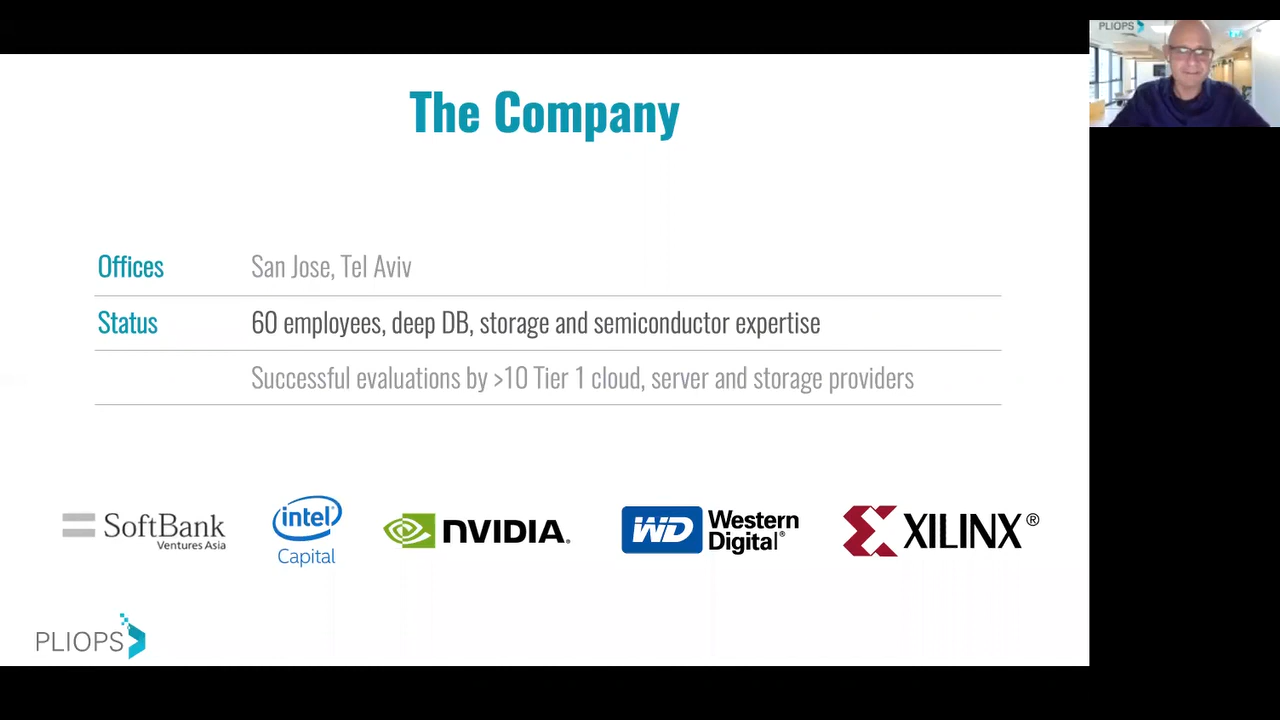 PLIOPS
The Company
Offices San Jose, Tel Aviv
Status 60 employees, deep DB, storage and semiconductor expertise
Successful evaluations by >10 Tier 1 cloud, server and storage providers
SoftBank
Ventures Asia
intel®
Capital
NVIDIA.
WD Western
Digital®
XILINX®
PLIOPS